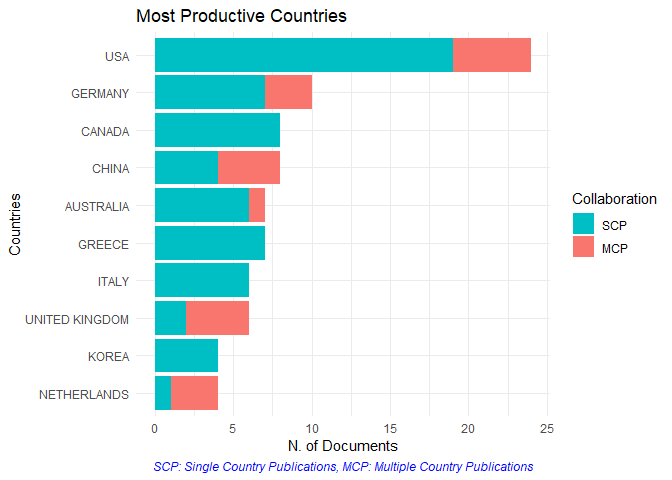 Most Productive Countries
USA
GERMANY
CANADA
CHINA
AUSTRALIA
GREECE
ITALY
UNITED KINGDOM
KOREA
NETHERLANDS
Countries
0 5 10 15 20 25
N. of Documents
SCP: Single Country Publications, MCP: Multiple Country Publications
Collaboration
SCP
MCP